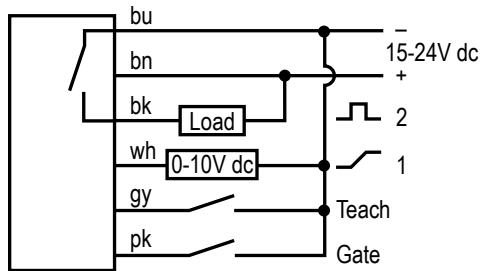 bu
–
15-24V dc
bn
+
bk
Load
2
wh
0-10V dc
1
gy
Teach
pk
Gate